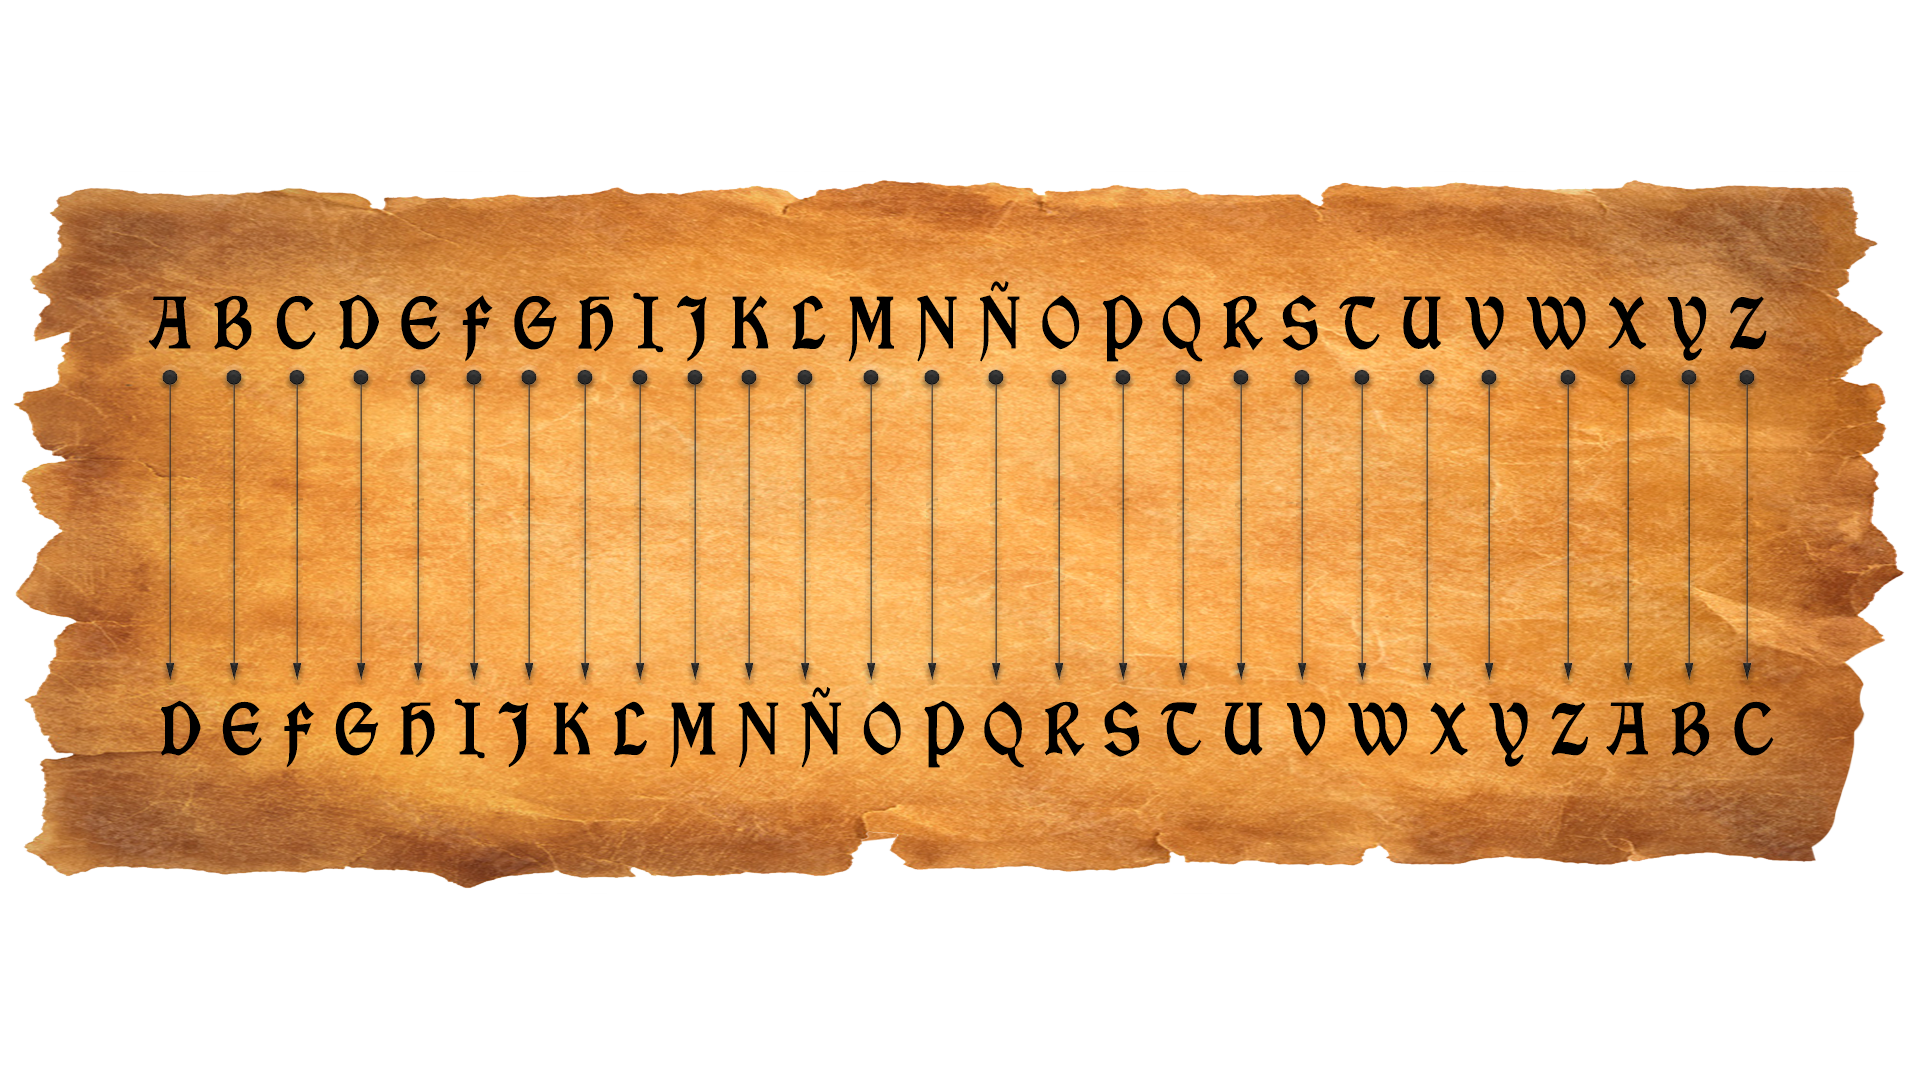 A B C D E F G H I J K L M N Ñ O P Q R S T U V W X Y Z
D E F G H I J K L M N Ñ O P Q R S T U V W X Y Z A B C